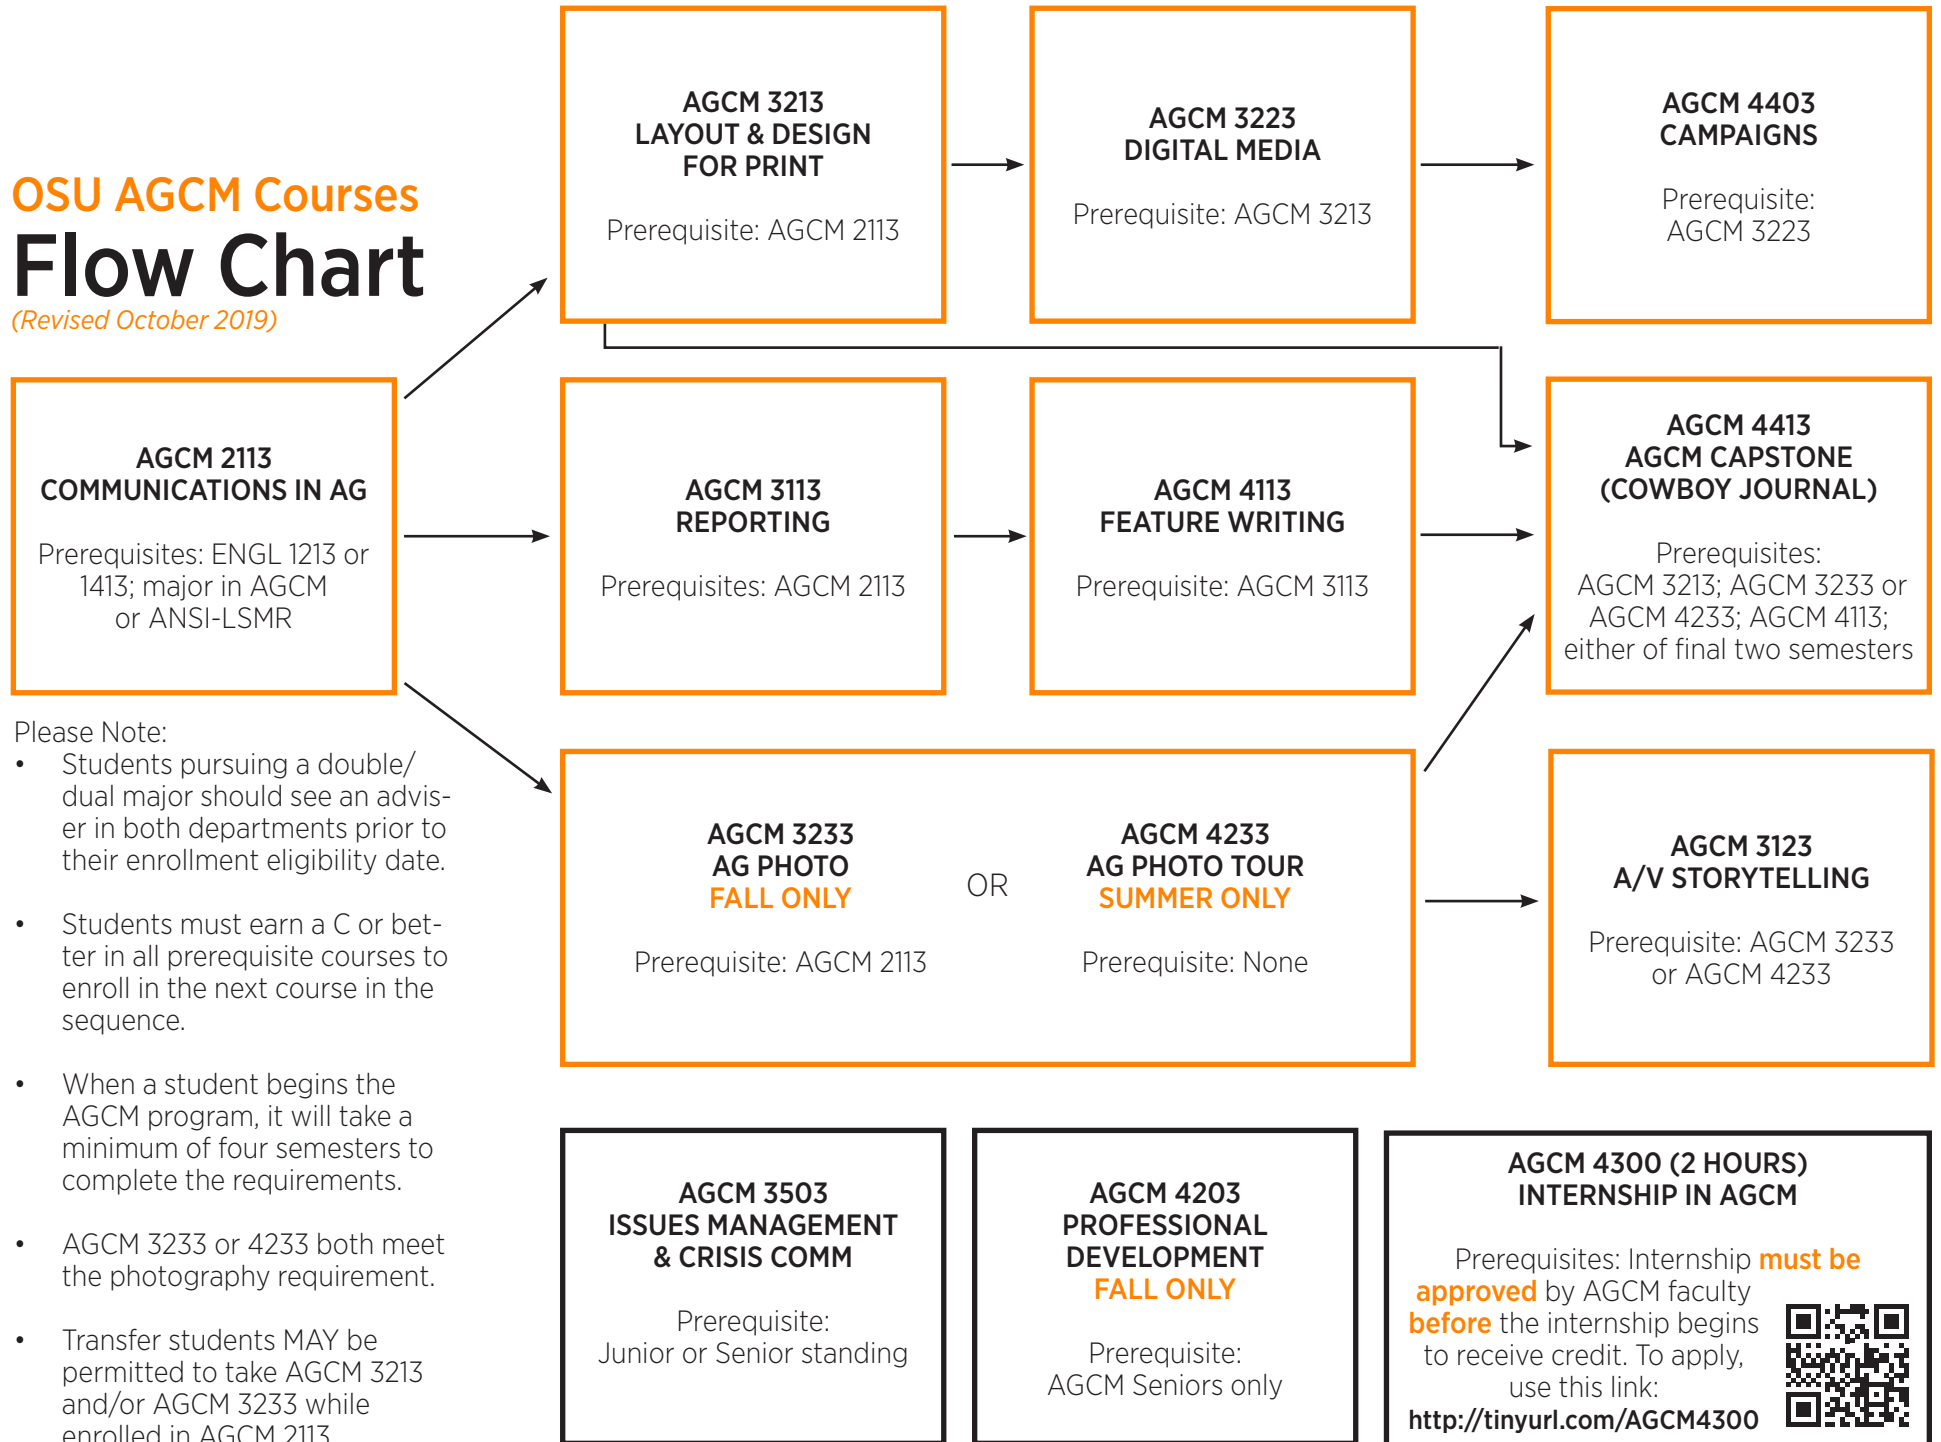 OSU AGCM Courses
Flow Chart
(Revised October 2019)
AGCM 3213
LAYOUT & DESIGN
FOR PRINT
Prerequisite: AGCM 2113
AGCM 3223
DIGITAL MEDIA
Prerequisite: AGCM 3213
AGCM 4403
CAMPAIGNS
Prerequisite:
AGCM 3223
AGCM 2113
COMMUNICATIONS IN AG
Prerequisites: ENGL 1213 or
1413; major in AGCM
or ANSI-LSMR
AGCM 3113
REPORTING
Prerequisites: AGCM 2113
AGCM 4113
FEATURE WRITING
Prerequisite: AGCM 3113
AGCM 4413
AGCM CAPSTONE
(COWBOY JOURNAL)
Prerequisites:
AGCM 3213; AGCM 3233 or
AGCM 4233; AGCM 4113;
either of final two semesters
AGCM 3233
AG PHOTO
FALL ONLY
Prerequisite: AGCM 2113
OR
AGCM 4233
AG PHOTO TOUR
SUMMER ONLY
Prerequisite: None
AGCM 3123
A/V STORYTELLING
Prerequisite: AGCM 3233
or AGCM 4233
Please Note:
• Students pursuing a double/
dual major should see an advis-
er in both departments prior to
their enrollment eligibility date.
• Students must earn a C or bet-
ter in all prerequisite courses to
enroll in the next course in the
sequence.
• When a student begins the
AGCM program, it will take a
minimum of four semesters to
complete the requirements.
• AGCM 3233 or 4233 both meet
the photography requirement.
• Transfer students MAY be
permitted to take AGCM 3213
and/or AGCM 3233 while
enrolled in AGCM 2113
AGCM 3503
ISSUES MANAGEMENT
& CRISIS COMM
Prerequisite:
Junior or Senior standing
AGCM 4203
PROFESSIONAL
DEVELOPMENT
FALL ONLY
Prerequisite:
AGCM Seniors only
AGCM 4300 (2 HOURS)
INTERNSHIP IN AGCM
Prerequisites: Internship must be
approved by AGCM faculty
before the internship begins
to receive credit. To apply,
use this link:
http://tinyurl.com/AGCM4300